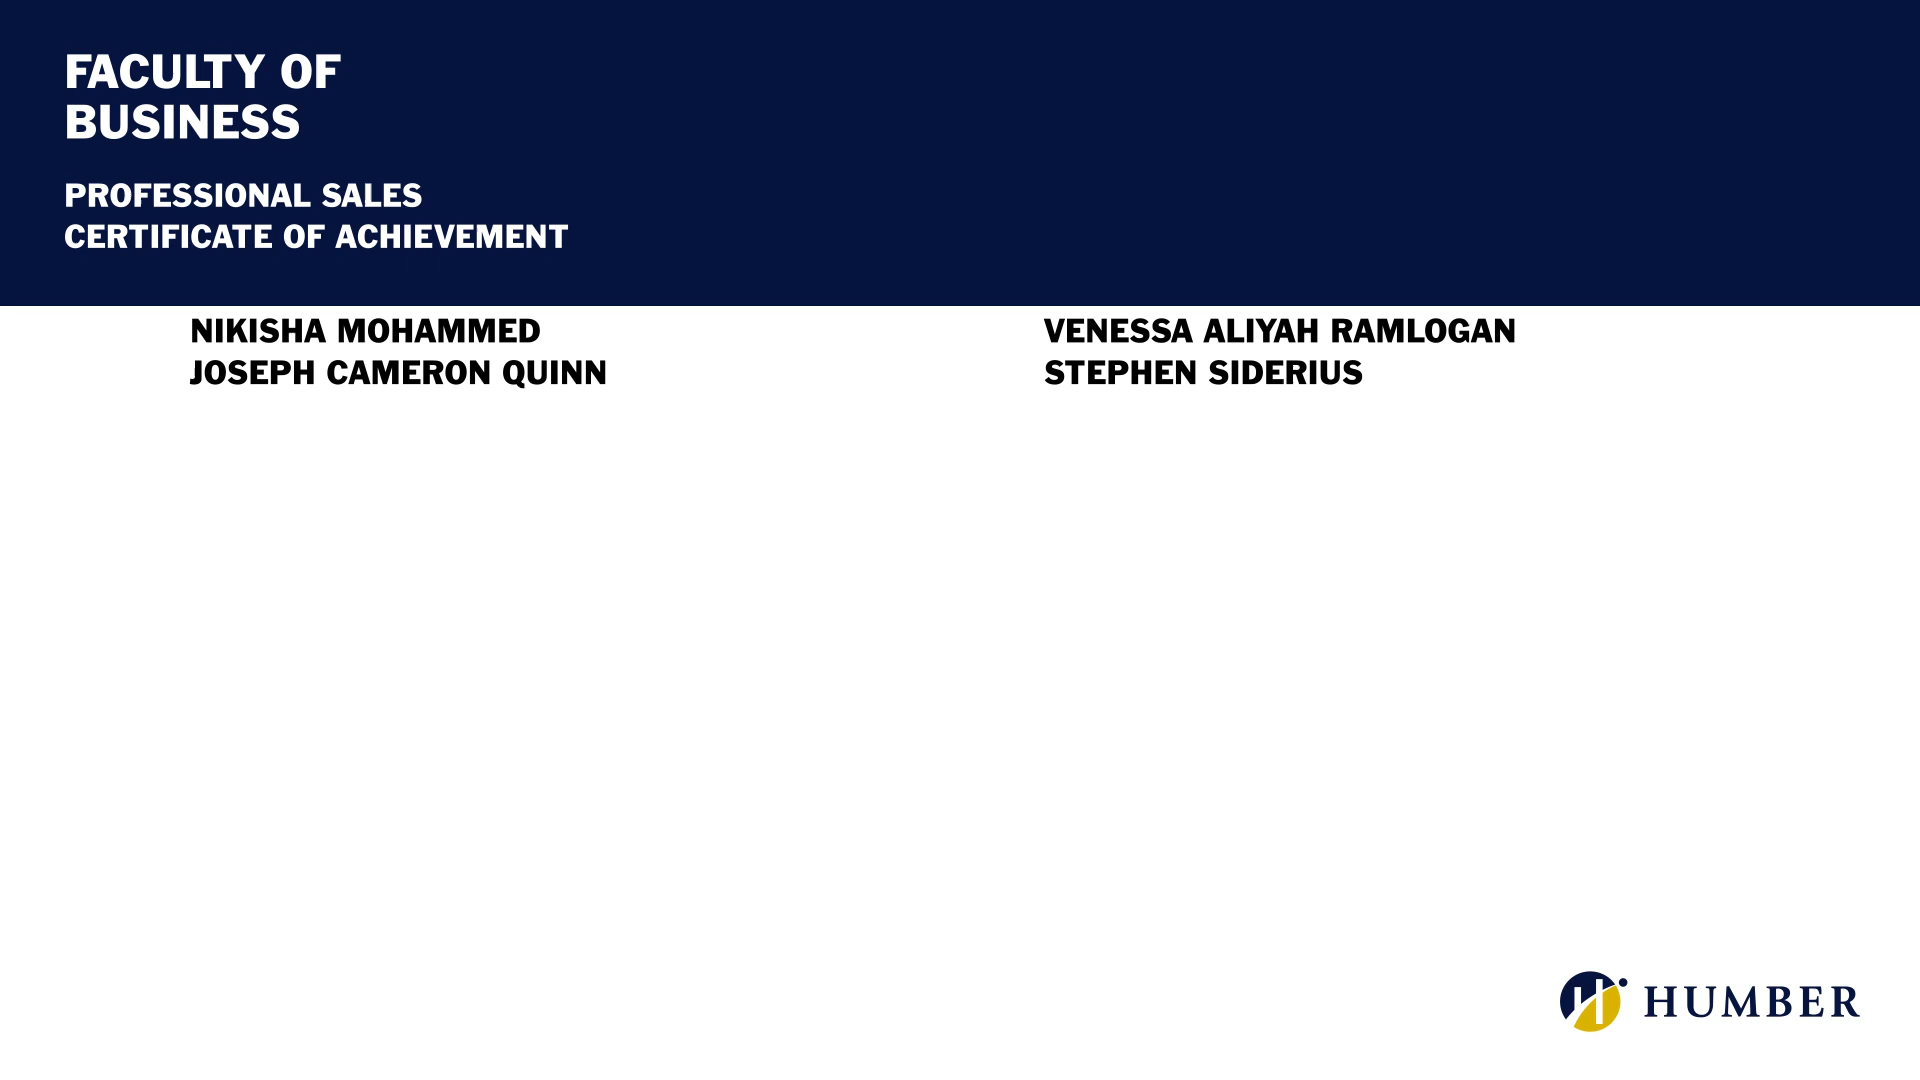 FACULTY OF
BUSINESS
PROFESSIONAL SALES
CERTIFICATE OF ACHIEVEMENT
NIKISHA MOHAMMED
JOSEPH CAMERON QUINN
VENESSA ALIYAH RAMLOGAN
STEPHEN SIDERIUS
HUMBER